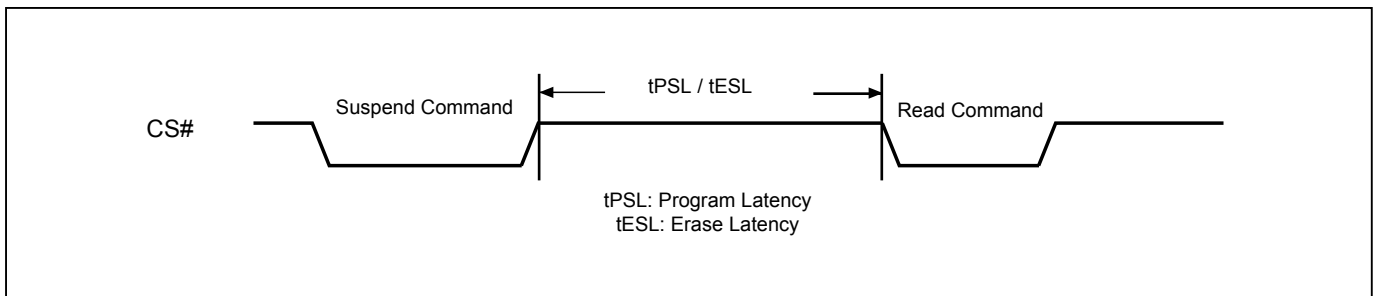 tPSL / tESL
Suspend Command
Read Command
CS#
tPSL: Program Latency
tESL: Erase Latency